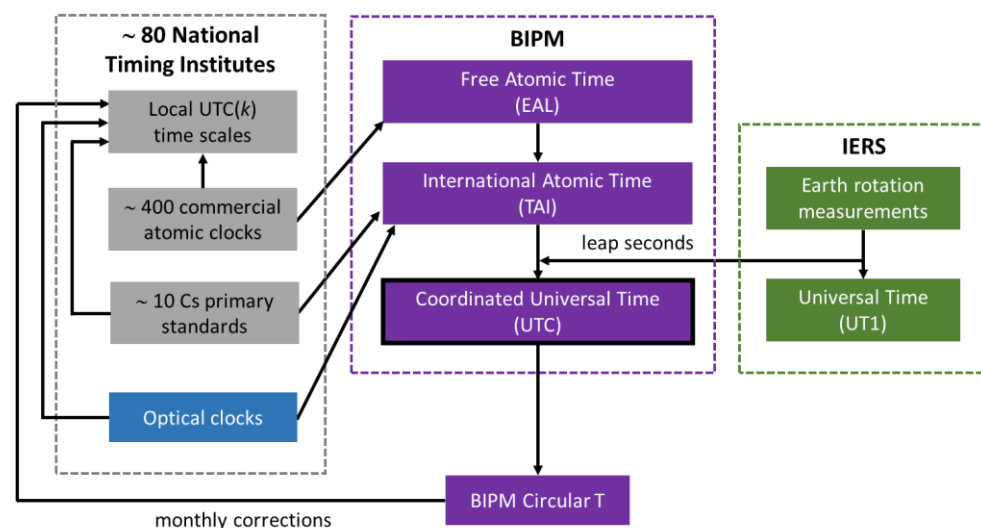 ~ 80 National
Timing Institutes
Local UTC(k)
time scales
~ 400 commercial
atomic clocks
~ 10 Cs primary
standards
Optical clocks
BIPM
Free Atomic Time
(EAL)
International Atomic Time
(TAI)
leap seconds
Coordinated Universal Time
(UTC)
IERS
Earth rotation
measurements
Universal Time
(UT1)
BIPM Circular T
monthly corrections